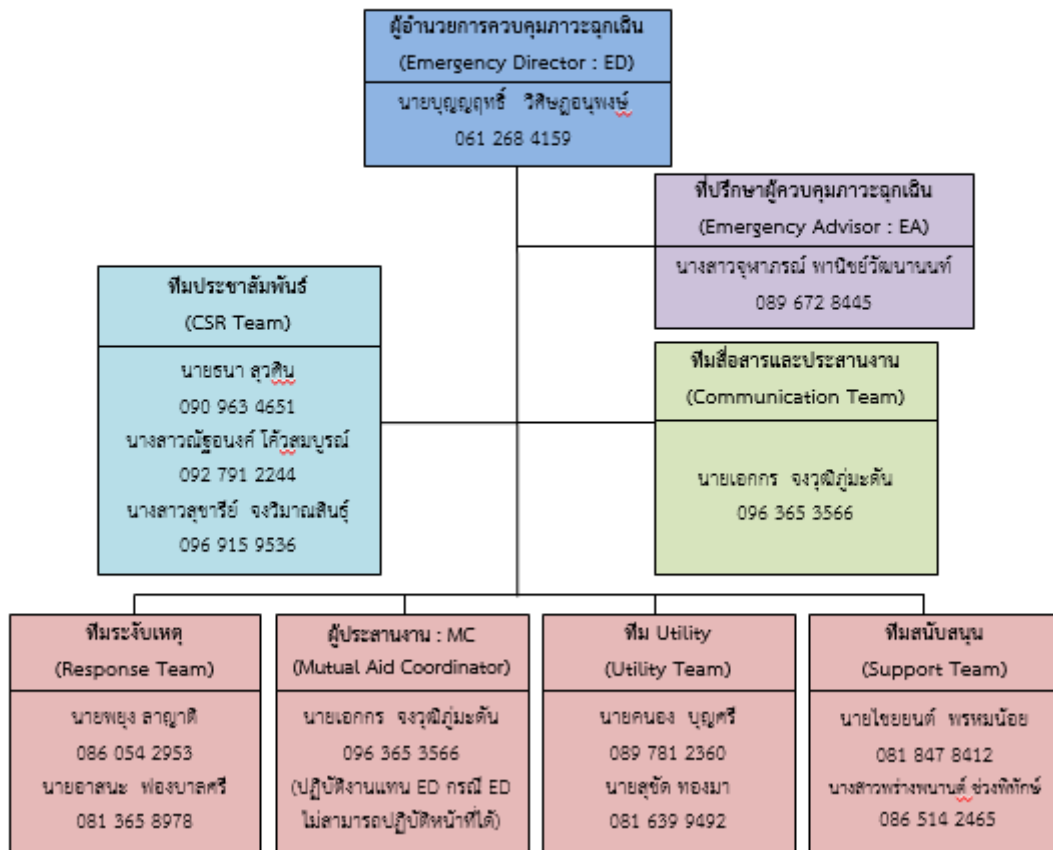 ผู้อำนวยการควบคุมภาวะฉุกเฉิน
(Emergency Director : ED)
นายบุญญฤทธิ์ วิศิษฏอนุพงษ์
061 268 4159
ที่ปรึกษาผู้ควบคุมภาวะฉุกเฉิน
(Emergency Advisor : EA)
นางสาวจุฬาภรณ์ พานิชย์วัฒนานนท์
089 672 8445
ทีมประชาสัมพันธ์
(CSR Team)
นายธนา สุวศิน
090 963 4651
นางสาวณัฐอนงค์ โค้วสมบูรณ์
092 791 2244
นางสาวสุชารีย์ จงวิมาณสินธุ์
096 915 9536
ทีมสื่อสารและประสานงาน
(Communication Team)
นายเอกกร จงวุฒิภู่มะดัน
096 365 3566
ทีมระงับเหตุ
(Response Team)
นายพยุง ลาญาติ
086 054 2953
นายอาสนะ ฟองบาลศรี
081 365 8978
ผู้ประสานงาน : MC
(Mutual Aid Coordinator)
นายเอกกร จงวุฒิภู่มะดัน
096 365 3566
(ปฏิบัติงานแทน ED กรณี ED
ไม่สามารถปฏิบัติหน้าที่ได้)
ทีม Utility
(Utility Team)
นายคนอง บุญศรี
089 781 2360
นายสุชัด ทองมา
081 639 9492
ทีมสนับสนุน
(Support Team)
นายไชยยนต์ พรหมน้อย
081 847 8412
นางสาวพร่างพนานต์ ช่วงพิทักษ์
086 514 2465